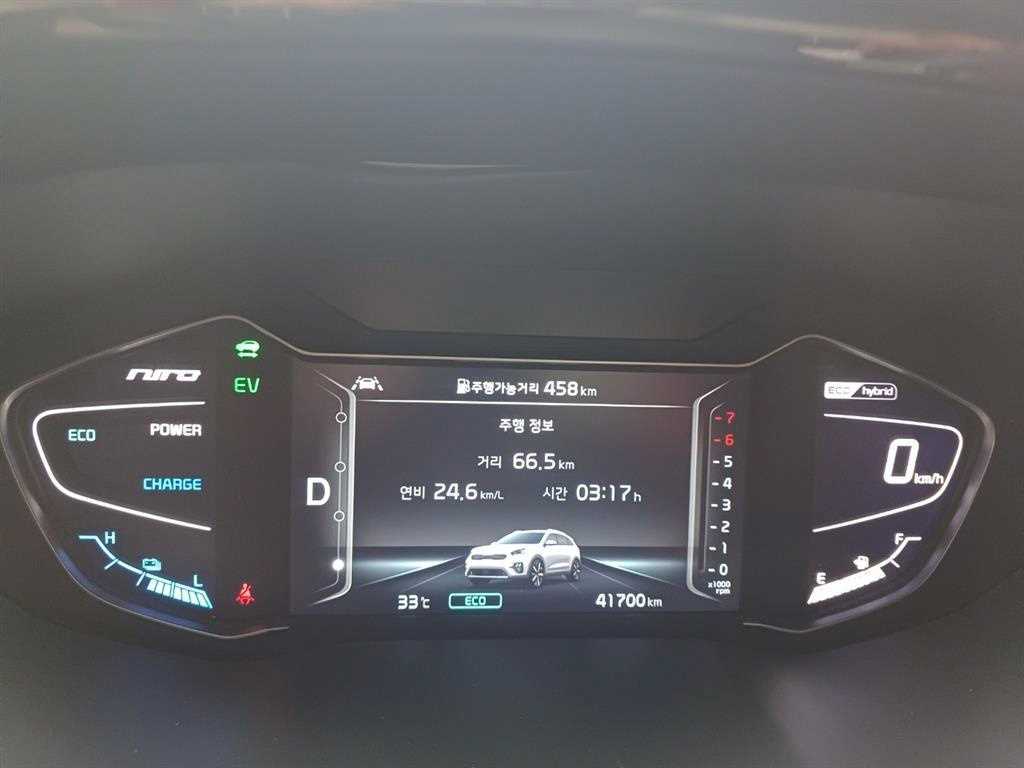 NIRO
EV
ECO
POWER
CHARGE
H
L
주행가능거리 458 km
주행 정보
거리 66.5 km
연비 24.6 km/L 시간 03:17 h
D
7
6
5
4
3
2
1
0
x1000
rpm
33℃
ECO
41700 km
ECO hybrid
0 km/h
E
F